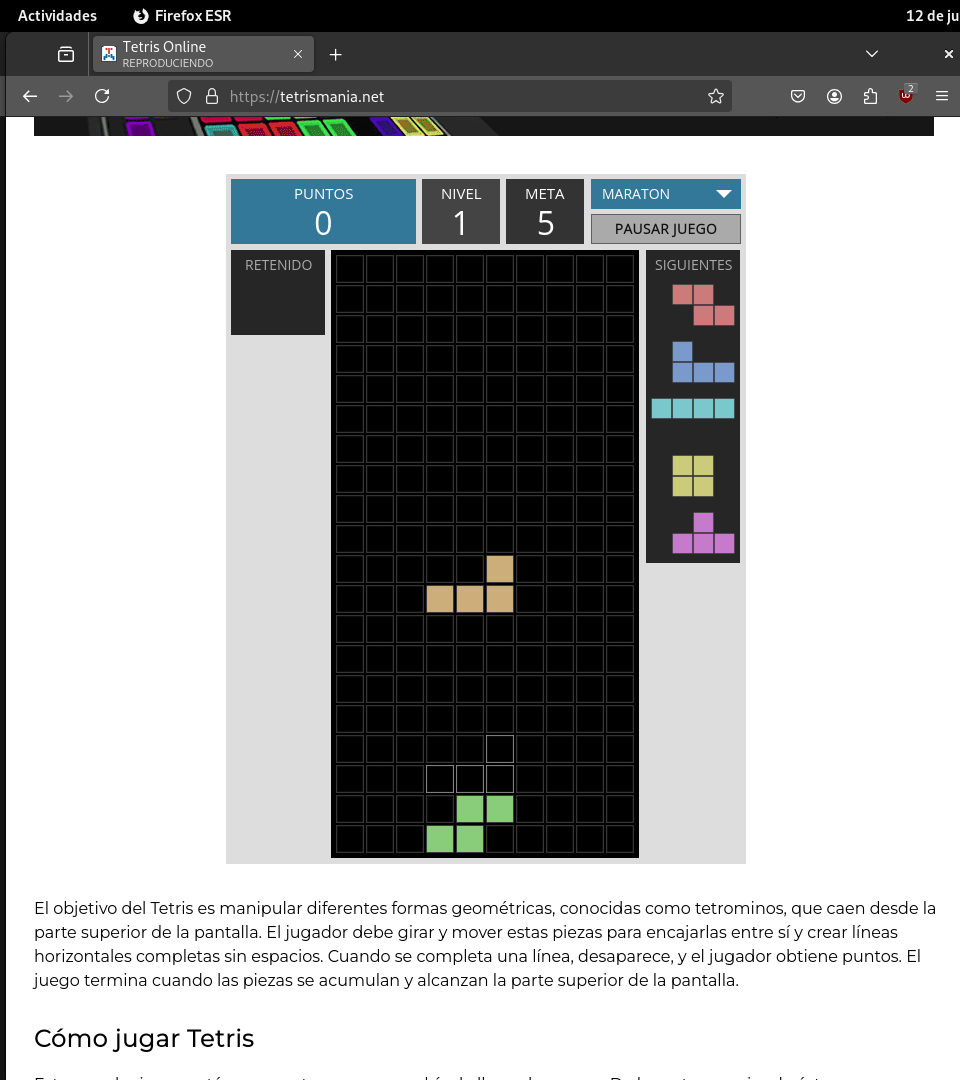 Actividades
Firefox ESR
12 de ju
Tetris Online
REPRODUCIENDO
https://tetrismania.net
2
PUNTOS
0
NIVEL
1
META
5
MARATON
PAUSAR JUEGO
RETENIDO
SIGUIENTES
El objetivo del Tetris es manipular diferentes formas geométricas, conocidas como tetrominos, que caen desde la
parte superior de la pantalla. El jugador debe girar y mover estas piezas para encajarlas entre sí y crear líneas
horizontales completas sin espacios. Cuando se completa una línea, desaparece, y el jugador obtiene puntos. El
juego termina cuando las piezas se acumulan y alcanzan la parte superior de la pantalla.
Cómo jugar Tetris